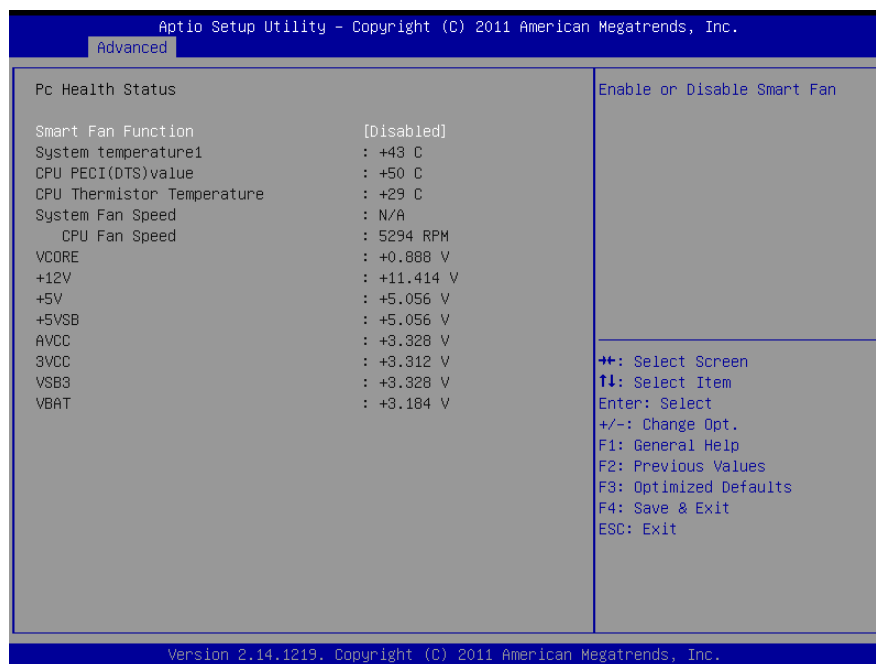 Aptio Setup Utility – Copyright (C) 2011 American Megatrends, Inc.
Advanced
Pc Health Status
Smart Fan Function [Disabled]
System temperature1 : +43 C
CPU PECI(DTS)value : +50 C
CPU Thermistor Temperature : +29 C
System Fan Speed : N/A
CPU Fan Speed : 5294 RPM
VCORE : +0.888 V
+12V : +11.414 V
+5V : +5.056 V
+5VSB : +5.056 V
AVCC : +3.328 V
3VCC : +3.312 V
VSB3 : +3.328 V
VBAT : +3.184 V
Enable or Disable Smart Fan
→←: Select Screen
↑↓: Select Item
Enter: Select
+/-: Change Opt.
F1: General Help
F2: Previous Values
F3: Optimized Defaults
F4: Save & Exit
ESC: Exit
Version 2.14.1219. Copyright (C) 2011 American Megatrends, Inc.